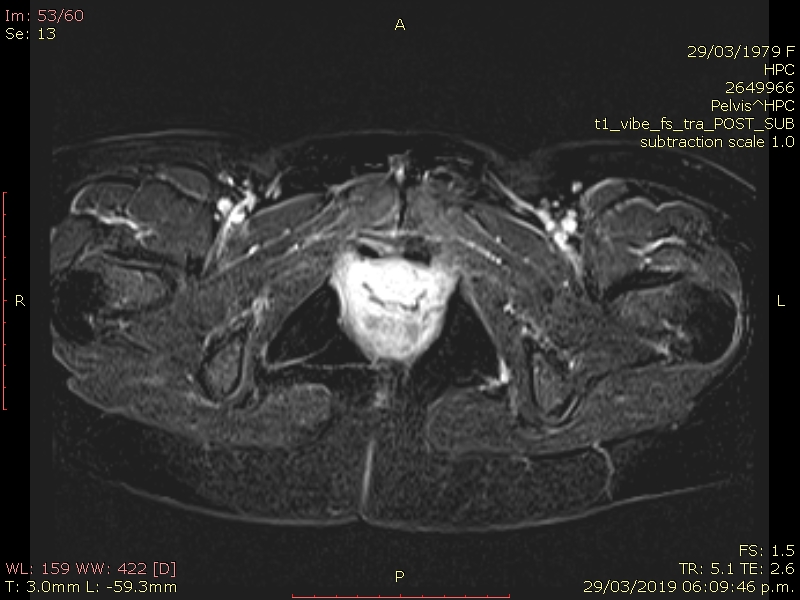 Im: 53/60
Se: 13
A
29/03/1979 F
HPC
2649966
Pelvis^HPC
t1_vibe_fs_tra_POST_SUB
subtraction scale 1.0
R
L
WL: 159 WW: 422 [D]
T: 3.0mm L: -59.3mm
P
FS: 1.5
TR: 5.1 TE: 2.6
29/03/2019 06:09:46 p.m.